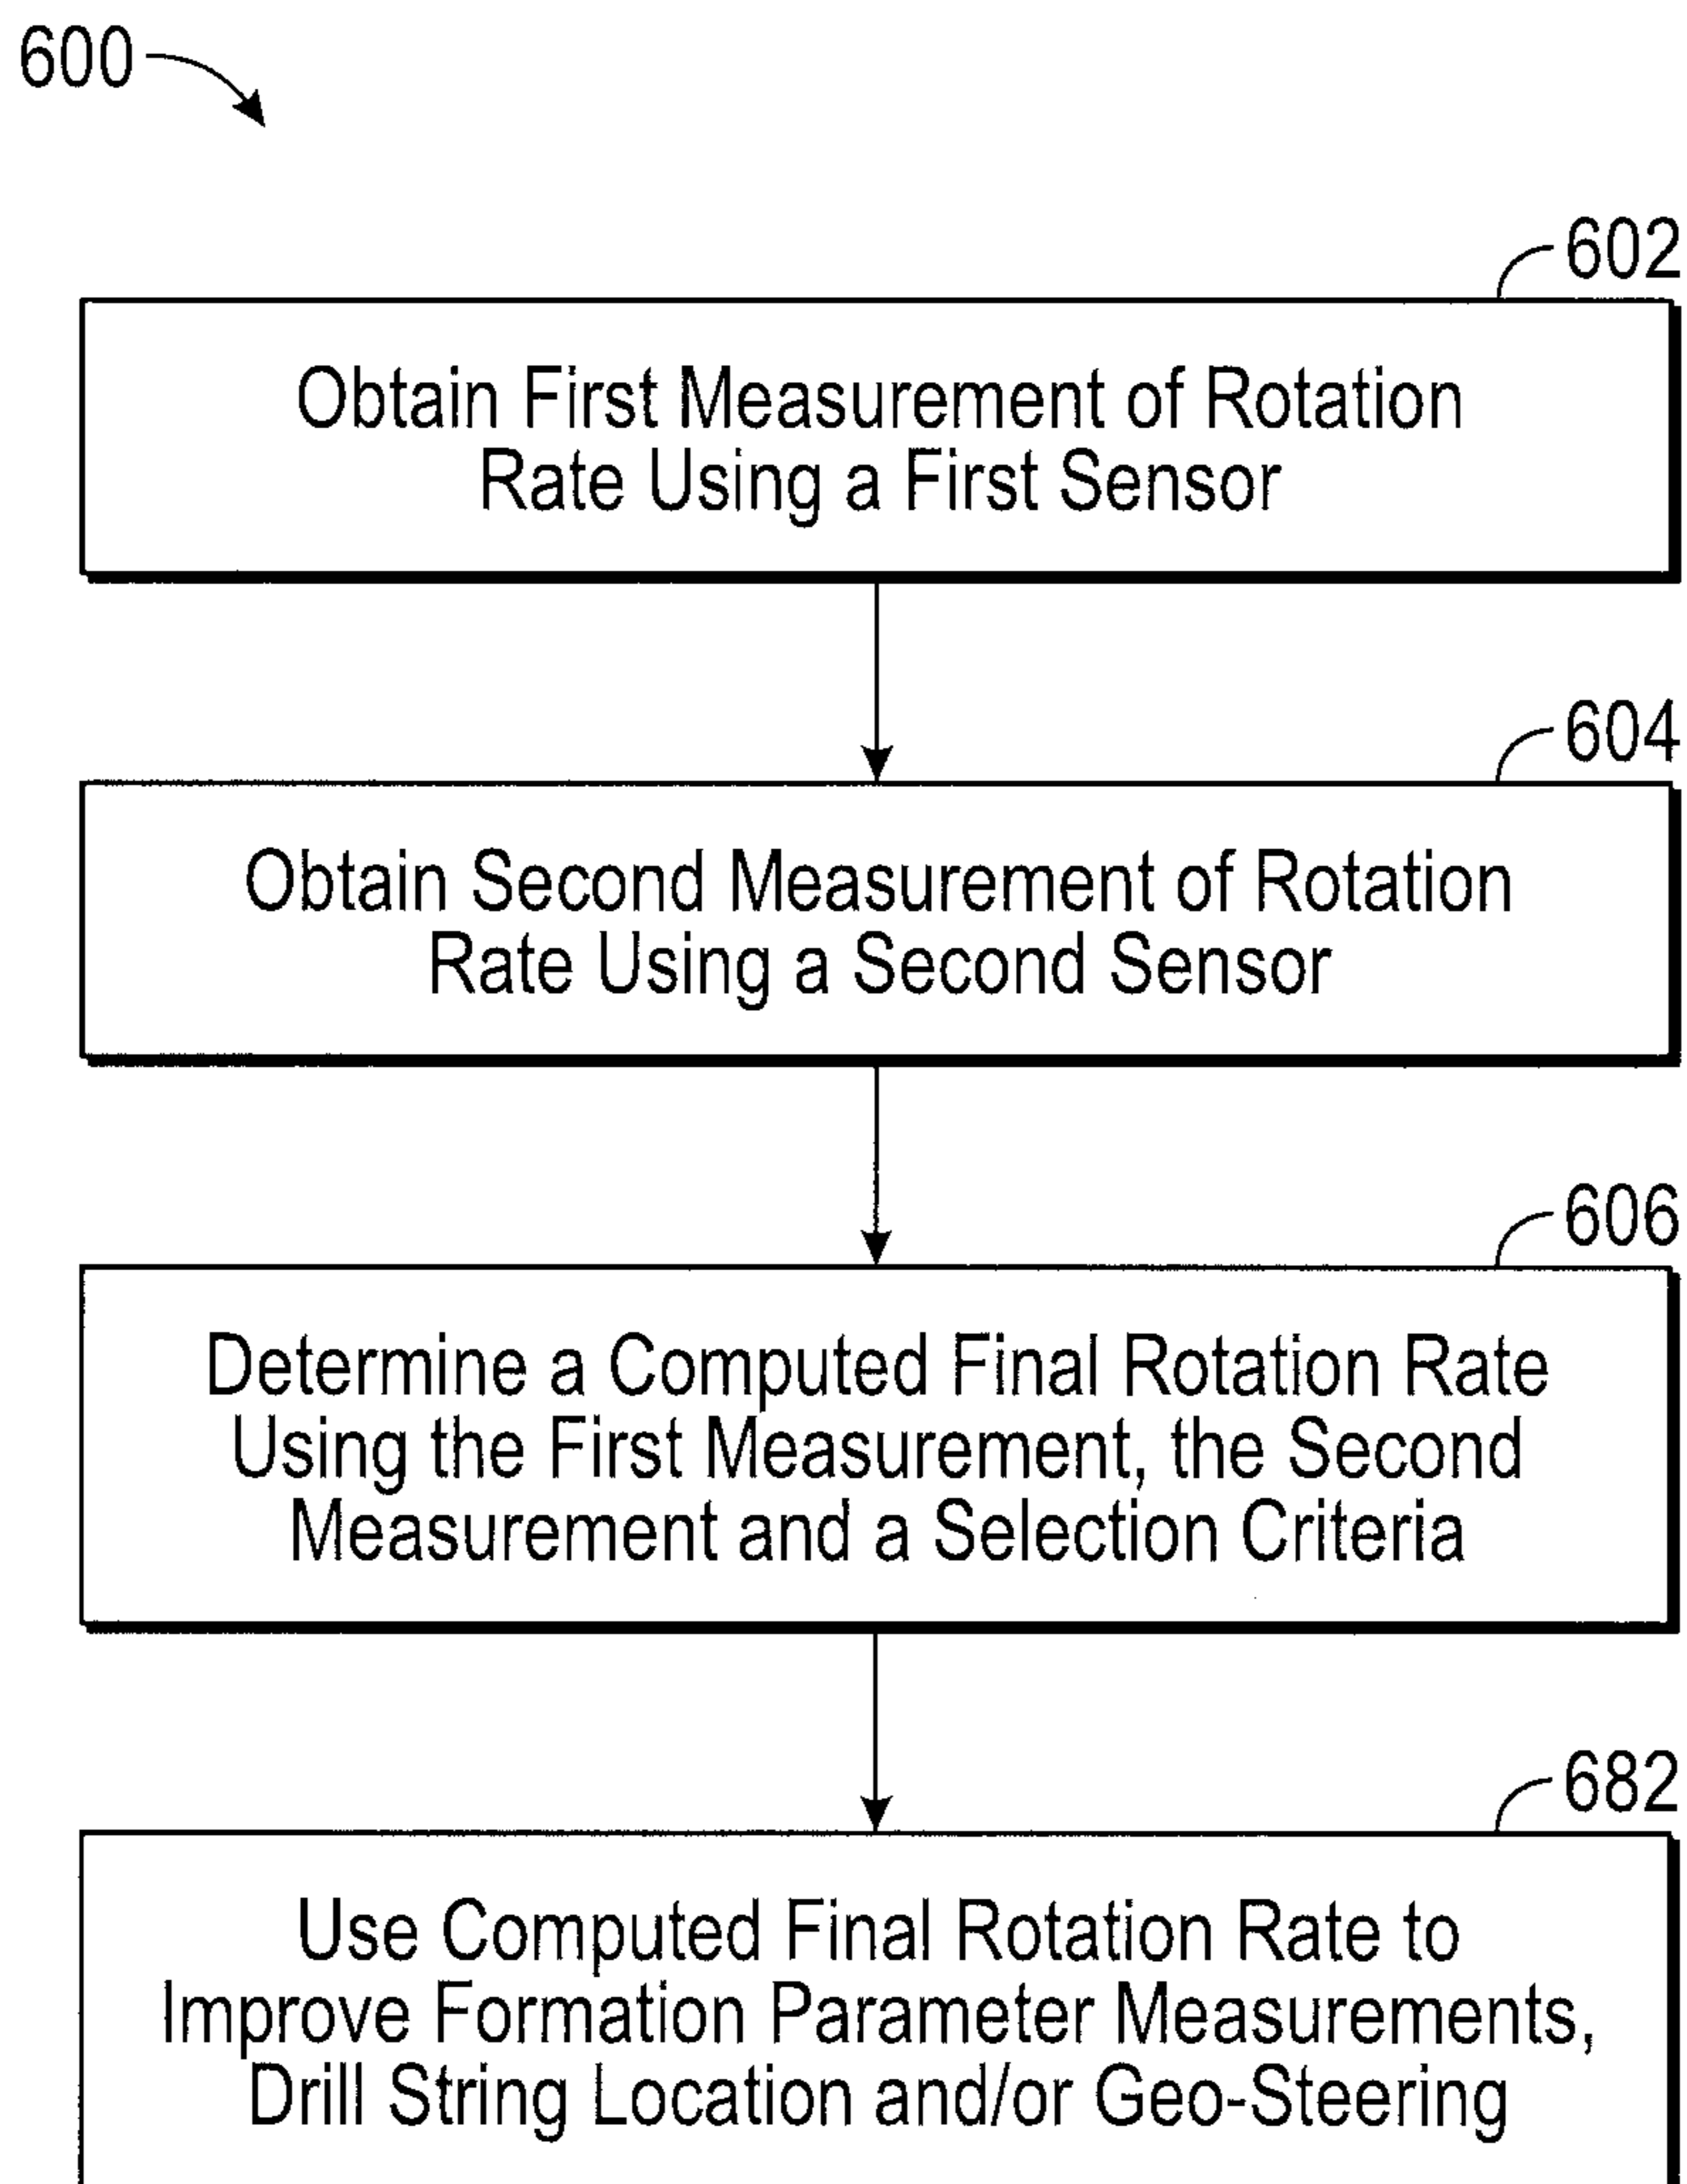 600
602
Obtain First Measurement of Rotation
Rate Using a First Sensor
604
Obtain Second Measurement of Rotation
Rate Using a Second Sensor
606
Determine a Computed Final Rotation Rate
Using the First Measurement, the Second
Measurement and a Selection Criteria
682
Use Computed Final Rotation Rate to
Improve Formation Parameter Measurements,
Drill String Location and/or Geo-Steering